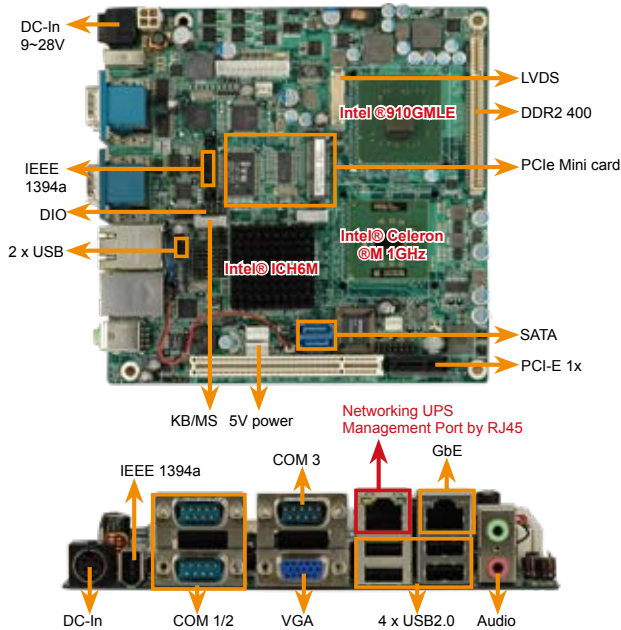 DC-In
9~28V
LVDS
Intel ®910GMLE
DDR2 400
IEEE
1394a
PCIe Mini card
DIO
2 x USB
Intel® Celeron
®M 1GHz
Intel® ICH6M
SATA
PCI-E 1x
KB/MS
5V power
Networking UPS
Management Port by RJ45
GbE
COM 3
IEEE 1394a
DC-In
COM 1/2
VGA
4 x USB2.0
Audio